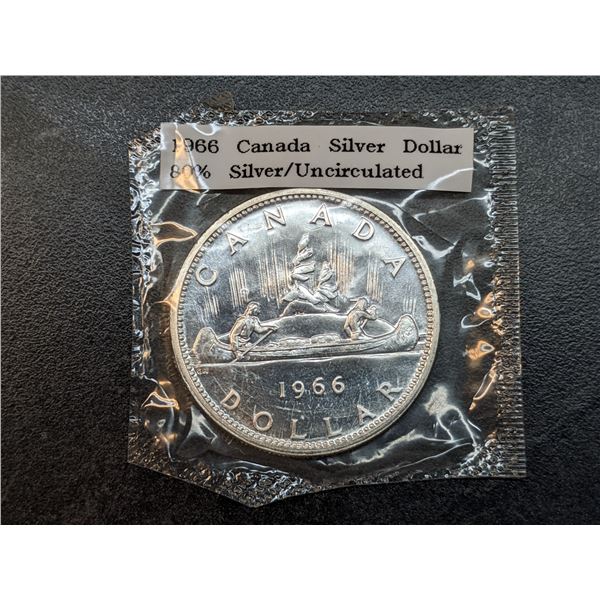 1966 Canada Silver Dollar
80% Silver/Uncirculated
CANADA
1966
DOLLAR